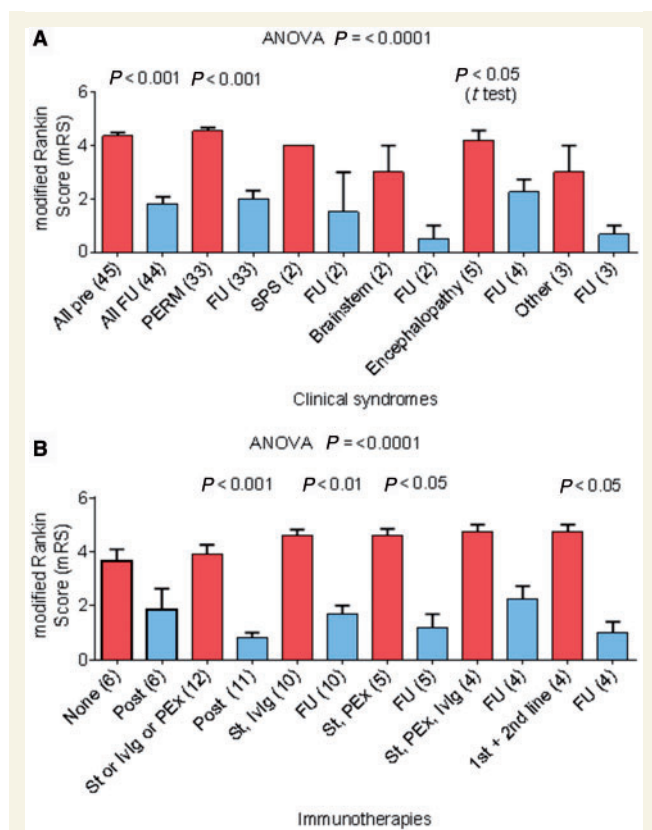 A
ANOVA P = <0.0001
P < 0.001 P < 0.001 P < 0.05
(t test)
modified Rankin
Score (mRS)
6
4
2
0
All pre (45)
All FU (44)
PERM (33)
FU (33)
SPS (2)
FU (2)
Brainstem (2)
FU (2)
Encephalopathy (5)
FU (4)
Other (3)
FU (3)
Clinical syndromes
B
ANOVA P = <0.0001
P < 0.001 P < 0.01 P < 0.05 P < 0.05
modified Rankin
Score (mRS)
6
4
2
0
None (6)
Post (6)
St or IvIg or PEx (12)
Post (11)
St, IvIg (10)
FU (10)
St, PEx (5)
FU (5)
St, PEx, IvIg (4)
FU (4)
1st + 2nd line (4)
FU (4)
Immunotherapies